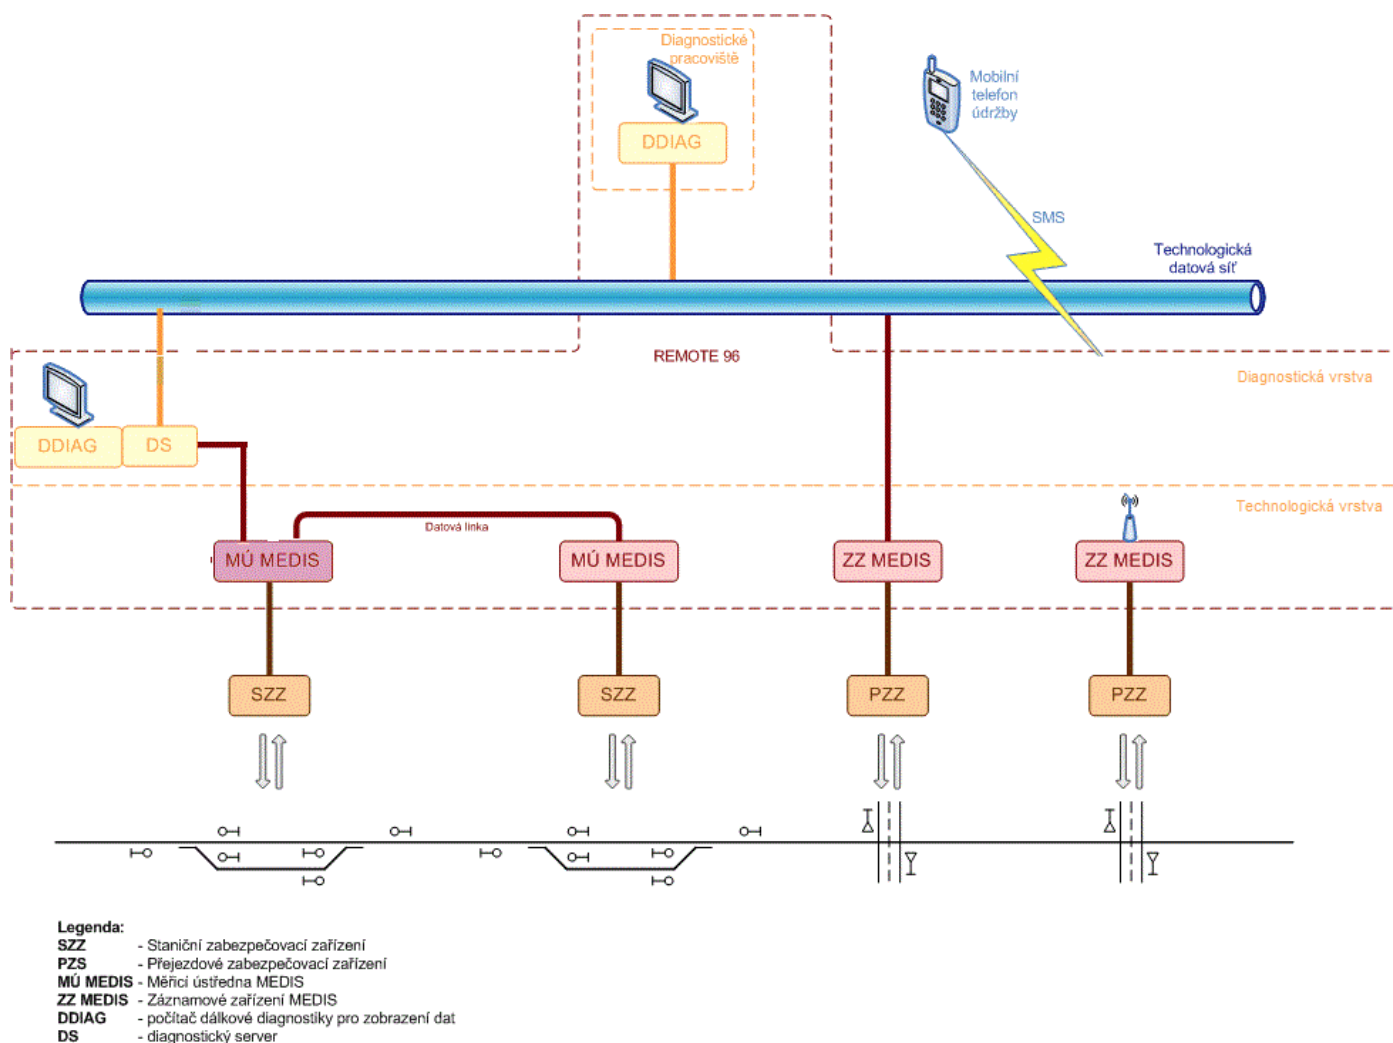 Diagnostické
pracoviště
DDIAG
Mobilní
telefon
údržby
SMS
Technologická
datová síť
REMOTE 96
Diagnostická vrstva
DDIAG
DS
Technologická vrstva
Datová linka
MÚ MEDIS
MÚ MEDIS
ZZ MEDIS
ZZ MEDIS
SZZ
SZZ
PZZ
PZZ
Legenda:
SZZ - Staniční zabezpečovací zařízení
PZS - Přejezdové zabezpečovací zařízení
MÚ MEDIS - Měřicí ústředna MEDIS
ZZ MEDIS - Záznamové zařízení MEDIS
DDIAG - počítač dálkové diagnostiky pro zobrazení dat
DS - diagnostický server